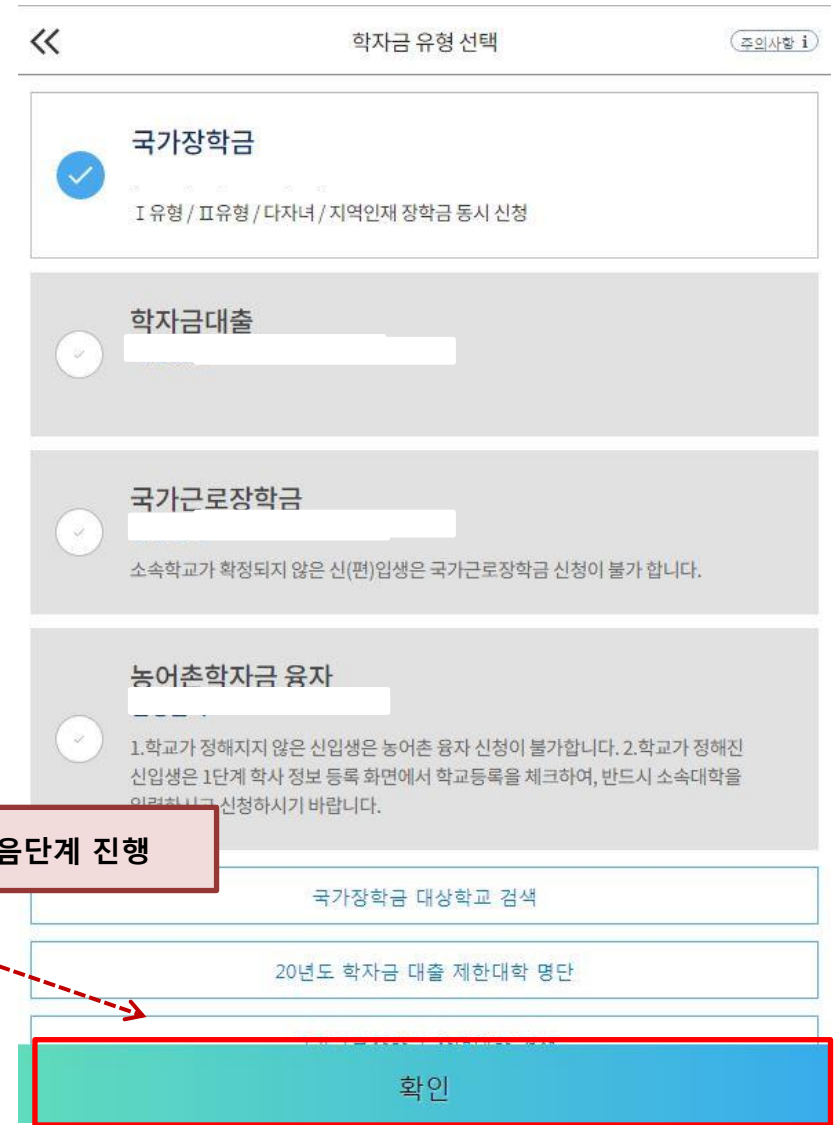 학자금 유형 선택
주의사항 i
국가장학금
Ⅰ유형 / Ⅱ유형 / 다자녀 / 지역인재 장학금 동시 신청
학자금대출
국가근로장학금
소속학교가 확정되지 않은 신(편)입생은 국가근로장학금 신청이 불가 합니다.
농어촌학자금 융자
1.학교가 정해지지 않은 신입생은 농어촌 융자 신청이 불가합니다. 2.학교가 정해진
신입생은 1단계 학사 정보 등록 화면에서 학교등록을 체크하여, 반드시 소속대학을
신청하시기 바랍니다.
음단계 진행
국가장학금 대상학교 검색
20년도 학자금 대출 제한대학 명단
확인